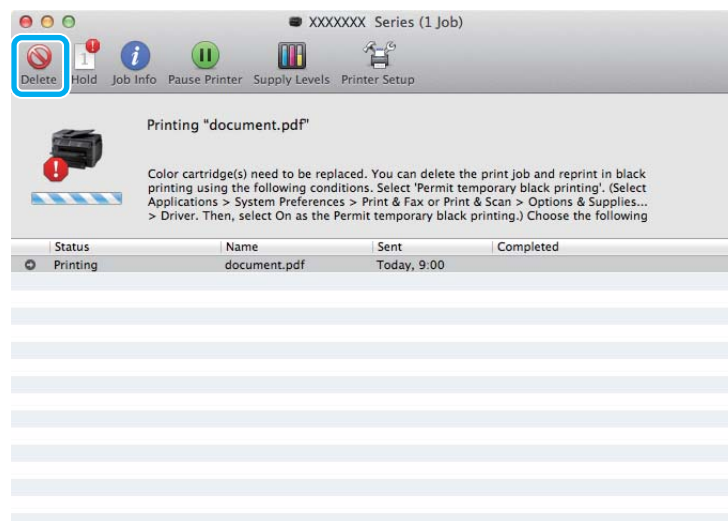 XXXXXXX Series (1 Job)
1
Delete Hold Job Info Pause Printer Supply Levels Printer Setup
Printing "document.pdf"
Color cartridge(s) need to be replaced. You can delete the print job and reprint in black
printing using the following conditions. Select 'Permit temporary black printing'. (Select
Applications > System Preferences > Print & Fax or Print & Scan > Options & Supplies...
> Driver. Then, select On as the Permit temporary black printing.) Choose the following
Status Name Sent Completed
Printing document.pdf Today, 9:00